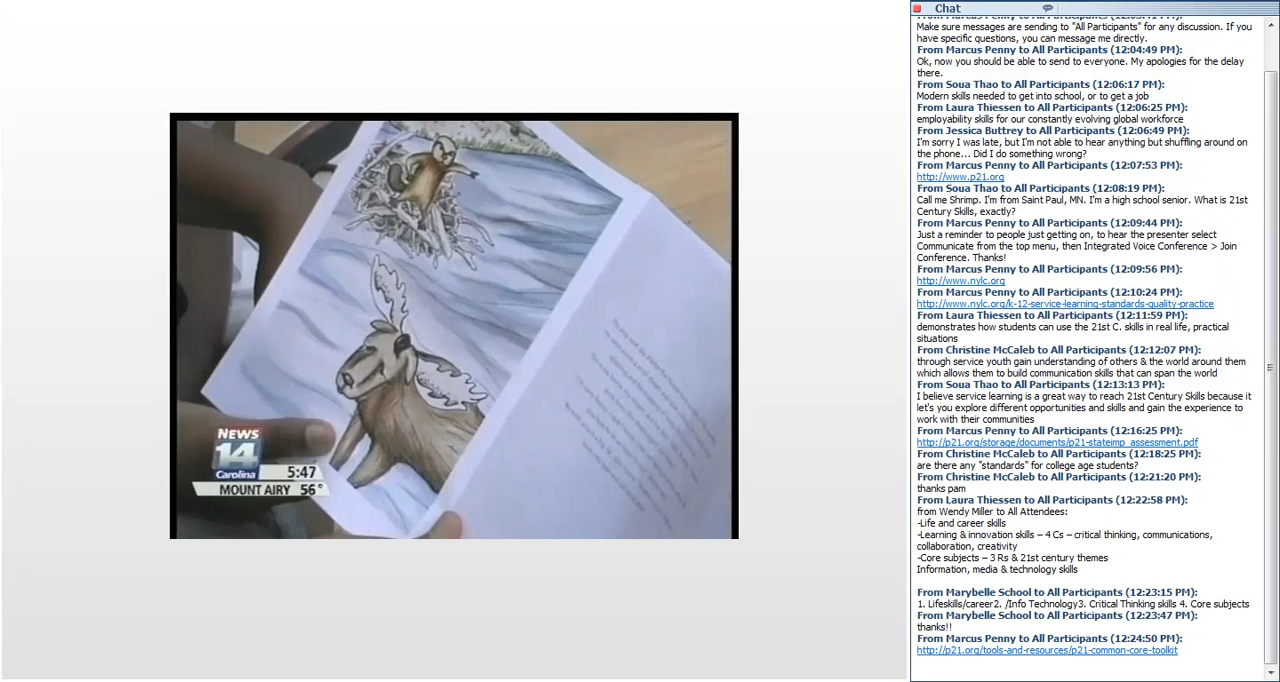 NEWS
14
Carolina
5:47
MOUNT AIRY 56°
Chat
From Marcus Penny to All Participants
Make sure messages are sending to "All Participants" for any discussion. If you
have specific questions, you can message me directly.
From Marcus Penny to All Participants (12:04:49 PM):
Ok, now you should be able to send to everyone. My apologies for the delay
there.
From Soua Thao to All Participants (12:06:17 PM):
Modern skills needed to get into school, or to get a job
From Laura Thiessen to All Participants (12:06:25 PM):
employability skills for our constantly evolving global workforce
From Jessica Buttrey to All Participants (12:06:49 PM):
I'm sorry I was late, but I'm not able to hear anything but shuffling around on
the phone... Did I do something wrong?
From Marcus Penny to All Participants (12:07:53 PM):
http://www.p21.org
From Soua Thao to All Participants (12:08:19 PM):
Call me Shrimp. I'm from Saint Paul, MN. I'm a high school senior. What is 21st
Century Skills, exactly?
From Marcus Penny to All Participants (12:09:44 PM):
Just a reminder to people just getting on, to hear the presenter select
Communicate from the top menu, then Integrated Voice Conference > Join
Conference. Thanks!
From Marcus Penny to All Participants (12:09:56 PM):
http://www.nylc.org
From Marcus Penny to All Participants (12:10:24 PM):
http://www.nylc.org/k-12-service-learning-standards-quality-practice
From Laura Thiessen to All Participants (12:11:59 PM):
demonstrates how students can use the 21st C. skills in real life, practical
situations
From Christine McCaleb to All Participants (12:12:07 PM):
through service youth gain understanding of others & the world around them
which allows them to build communication skills that can span the world
From Soua Thao to All Participants (12:13:13 PM):
I believe service learning is a great way to reach 21st Century Skills because it
let's you explore different opportunities and skills and gain the experience to
work with their communities
From Marcus Penny to All Participants (12:16:25 PM):
http://p21.org/storage/documents/p21-stateimp_assessment.pdf
From Christine McCaleb to All Participants (12:18:25 PM):
are there any "standards" for college age students?
From Christine McCaleb to All Participants (12:21:20 PM):
thanks pam
From Laura Thiessen to All Participants (12:22:58 PM):
from Wendy Miller to All Attendees:
-Life and career skills
-Learning & innovation skills – 4 Cs – critical thinking, communications,
collaboration, creativity
-Core subjects – 3 Rs & 21st century themes
Information, media & technology skills
From Marybelle School to All Participants (12:23:15 PM):
1. Lifeskills/career2. /Info Technology3. Critical Thinking skills 4. Core subjects
From Marybelle School to All Participants (12:23:47 PM):
thanks!!
From Marcus Penny to All Participants (12:24:50 PM):
http://p21.org/tools-and-resources/p21-common-core-toolkit